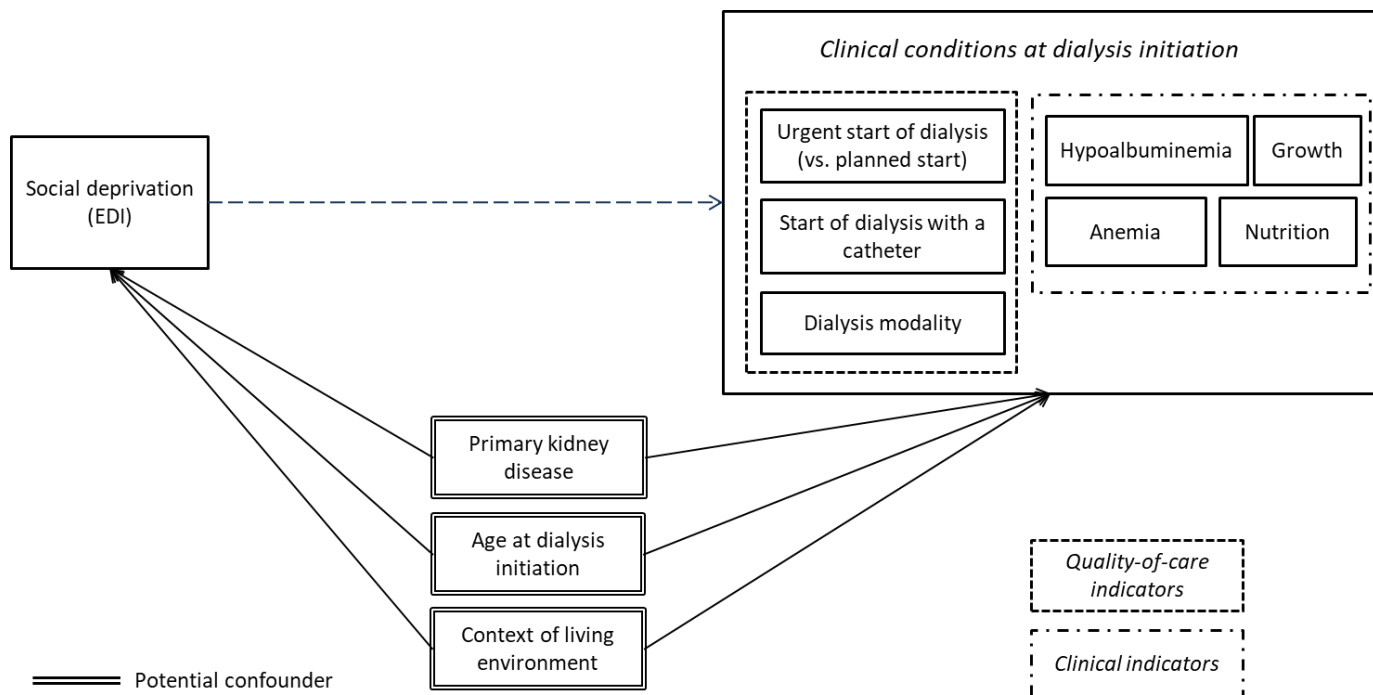 Clinical conditions at dialysis initiation
Social deprivation
(EDI)
Urgent start of dialysis
(vs. planned start)
Start of dialysis with a
catheter
Dialysis modality
Hypoalbuminemia
Growth
Anemia
Nutrition
Primary kidney
disease
Age at dialysis
initiation
Context of living
environment
Quality-of-care
indicators
Clinical indicators
Potential confounder